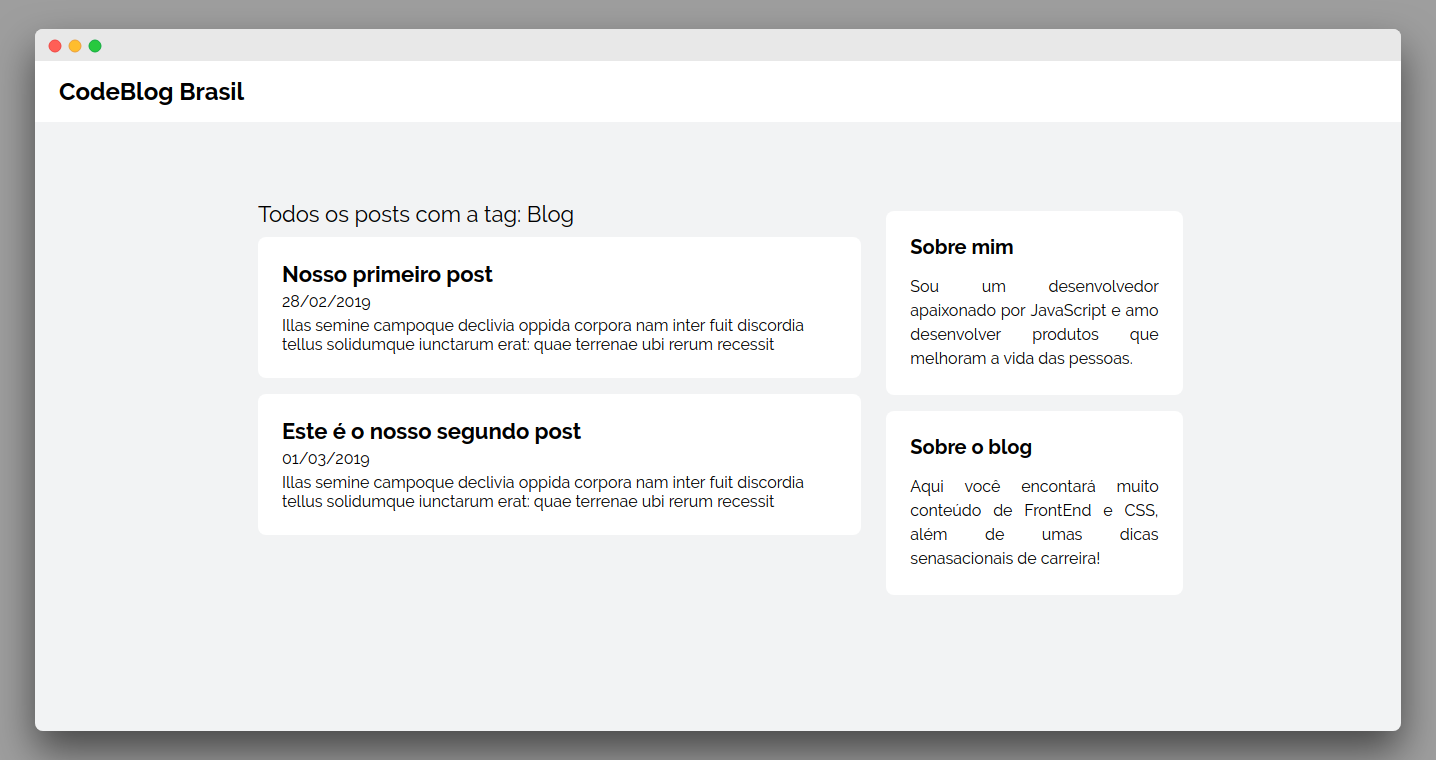 CodeBlog Brasil
Todos os posts com a tag: Blog
Nosso primeiro post
28/02/2019
Illas semine campoque declivia oppida corpora nam inter fuit discordia
tellus solidumque iunctarum erat: quae terrenae ubi rerum recessit
Este é o nosso segundo post
01/03/2019
Illas semine campoque declivia oppida corpora nam inter fuit discordia
tellus solidumque iunctarum erat: quae terrenae ubi rerum recessit
Sobre mim
Sou um desenvolvedor
apaixonado por JavaScript e amo
desenvolver produtos que
melhoram a vida das pessoas.
Sobre o blog
Aqui você encontará muito
conteúdo de FrontEnd e CSS,
além de umas dicas
senasacionais de carreira!